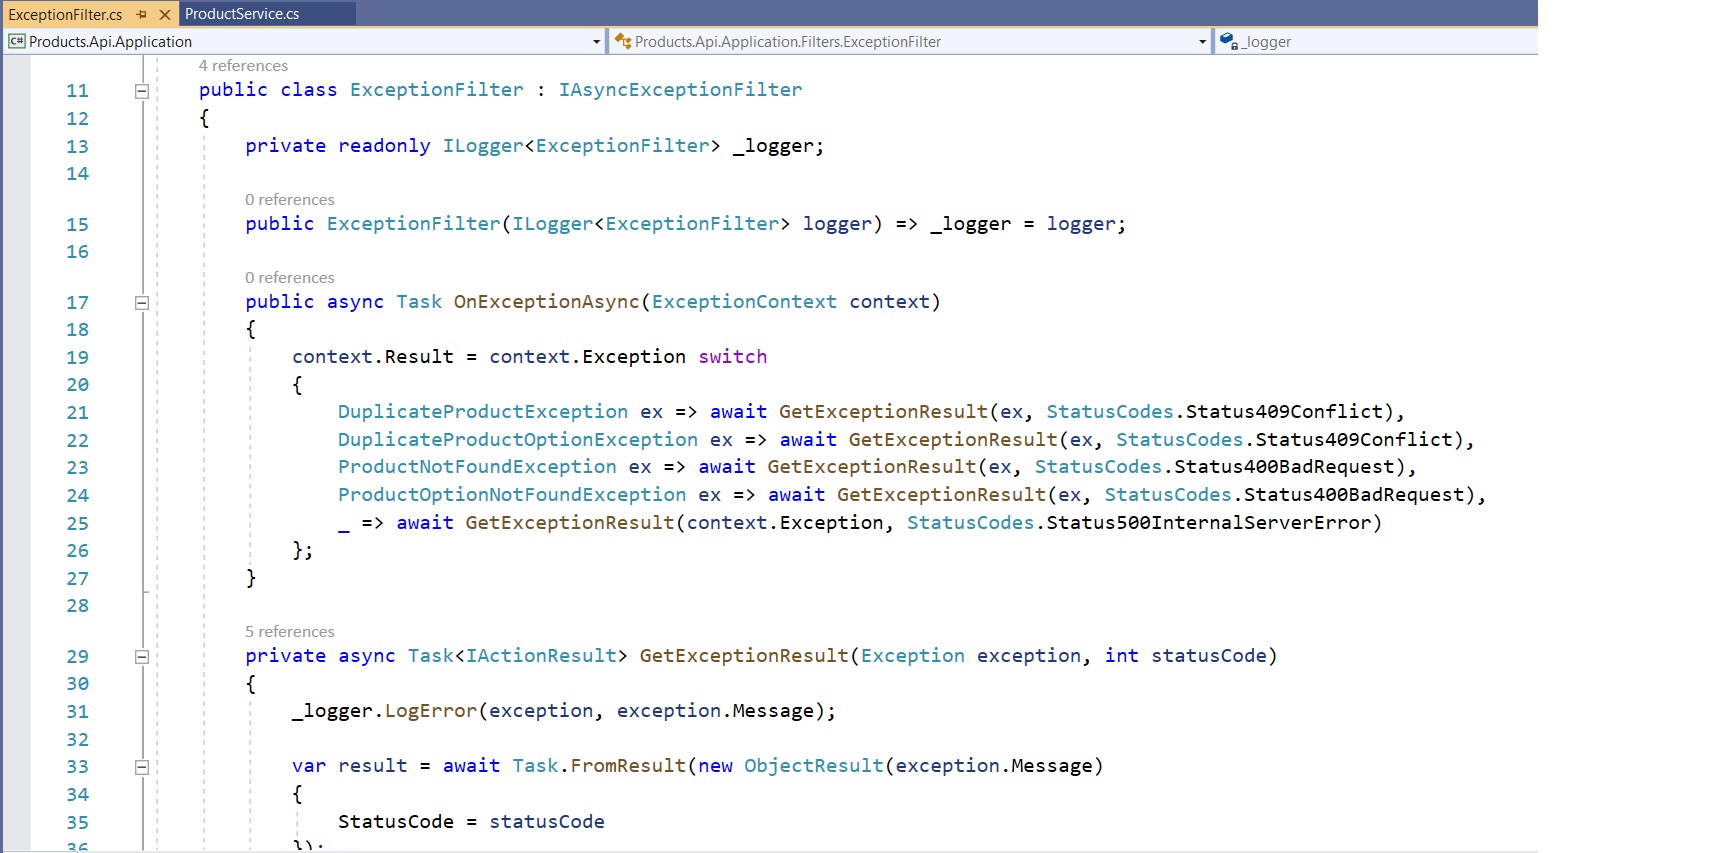 ExceptionFilter.cs ProductService.cs
C# Products.Api.Application Products.Api.Application.Filters.ExceptionFilter _logger
4 references
11 public class ExceptionFilter : IAsyncExceptionFilter
12 {
13 private readonly ILogger<ExceptionFilter> _logger;
14
0 references
15 public ExceptionFilter(ILogger<ExceptionFilter> logger) => _logger = logger;
16
0 references
17 public async Task OnExceptionAsync(ExceptionContext context)
18 {
19 context.Result = context.Exception switch
20 {
21 DuplicateProductException ex => await GetExceptionResult(ex, StatusCodes.Status409Conflict),
22 DuplicateProductOptionException ex => await GetExceptionResult(ex, StatusCodes.Status409Conflict),
23 ProductNotFoundException ex => await GetExceptionResult(ex, StatusCodes.Status400BadRequest),
24 ProductOptionNotFoundException ex => await GetExceptionResult(ex, StatusCodes.Status400BadRequest),
25 _ => await GetExceptionResult(context.Exception, StatusCodes.Status500InternalServerError)
26 };
27 }
28
5 references
29 private async Task<IActionResult> GetExceptionResult(Exception exception, int statusCode)
30 {
31 _logger.LogError(exception, exception.Message);
32
33 var result = await Task.FromResult(new ObjectResult(exception.Message)
34 {
35 StatusCode = statusCode
36 });